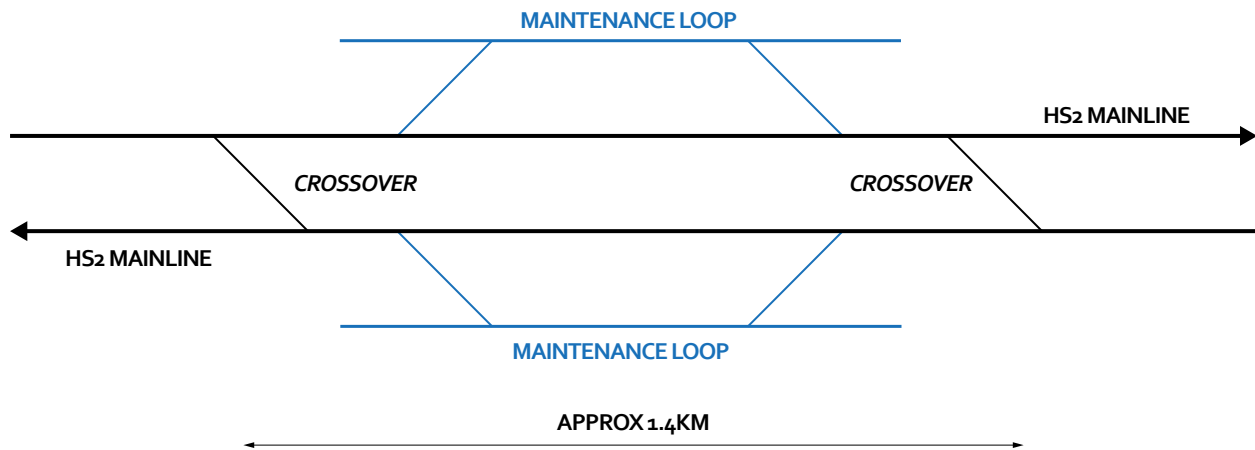 MAINTENANCE LOOP
HS2 MAINLINE
CROSSOVER
CROSSOVER
HS2 MAINLINE
MAINTENANCE LOOP
APPROX 1.4KM